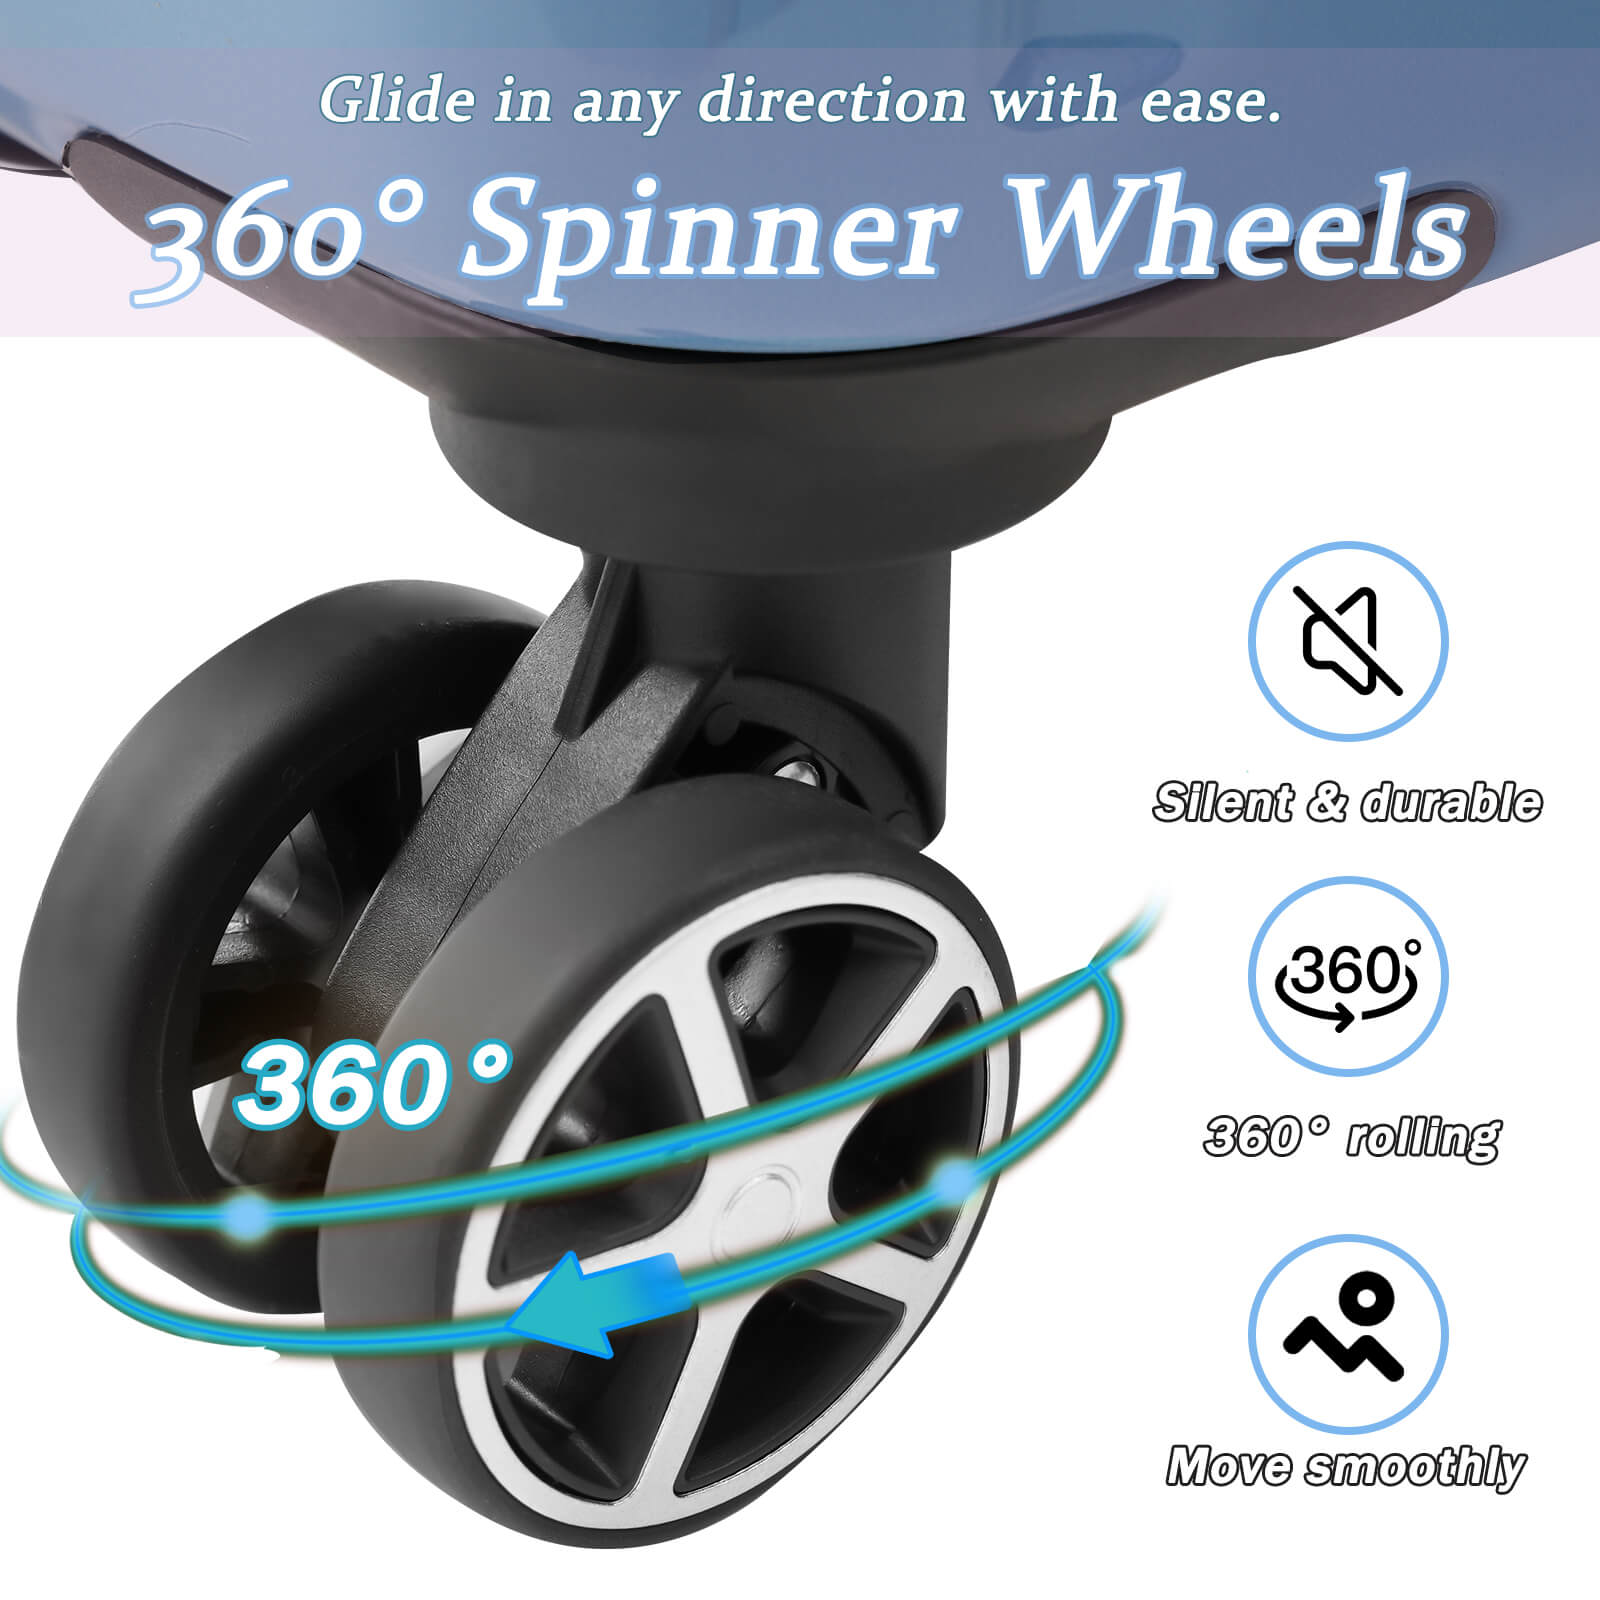 Glide in any direction with ease.
360° Spinner Wheels
Silent & durable
360°
360°
360° rolling
Move smoothly